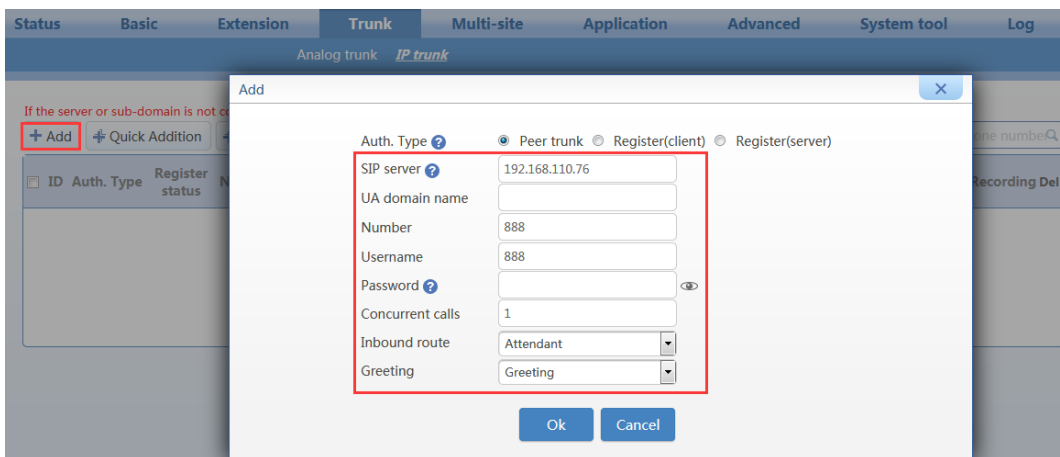 Status Basic Extension Trunk Multi-site Application Advanced System tool Log
Analog trunk IP trunk
Add
If the server or sub-domain is not
Add Quick Addition
ID Auth. Type Register status
Recording Del
Auth. Type Peer trunk Register(client) Register(server)
SIP server 192.168.110.76
UA domain name
Number 888
Username 888
Password
Concurrent calls 1
Inbound route Attendant
Greeting Greeting
Ok Cancel